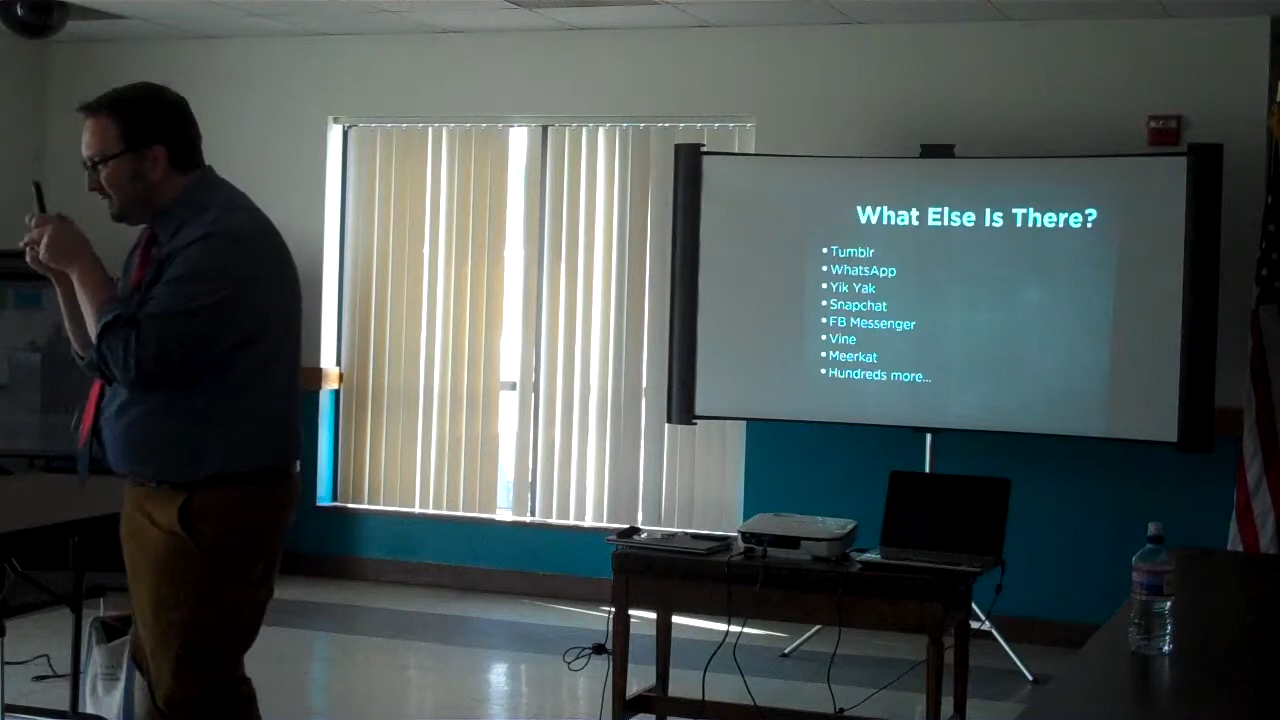 What Else Is There?
• Tumblr
• WhatsApp
• Yik Yak
• Snapchat
• FB Messenger
• Vine
• Meerkat
• Hundreds more...